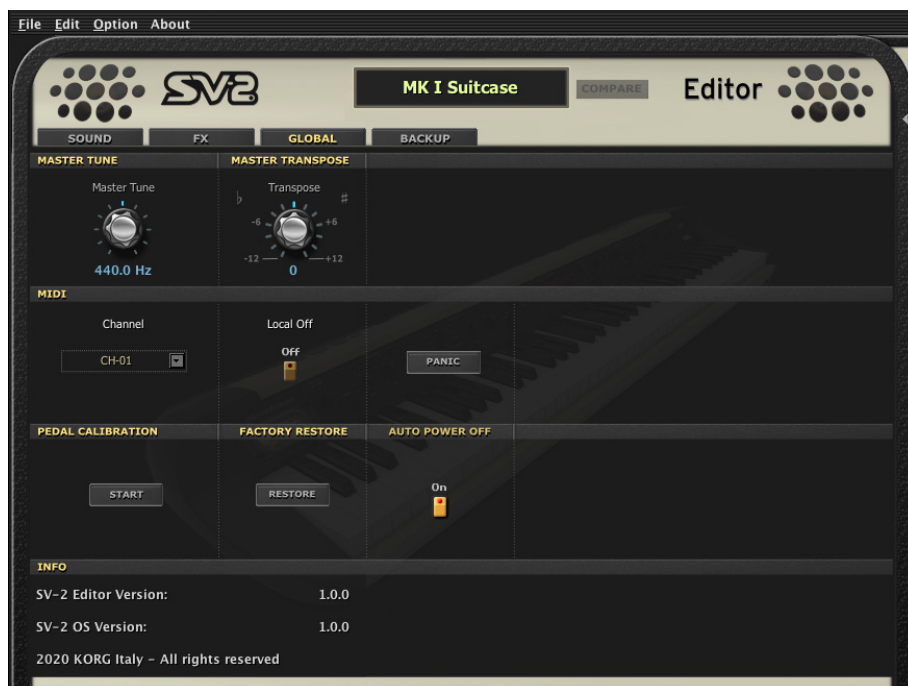 File Edit Option About
SV-2
MK I Suitcase
COMPARE
Editor
SOUND FX GLOBAL BACKUP
MASTER TUNE MASTER TRANSPOSE
Master Tune Transpose
♭ ♯
-6 +6
-12 +12
440.0 Hz 0
MIDI
Channel Local Off
Off
CH-01 PANIC
PEDAL CALIBRATION FACTORY RESTORE AUTO POWER OFF
On
START RESTORE
INFO
SV-2 Editor Version: 1.0.0
SV-2 OS Version: 1.0.0
2020 KORG Italy - All rights reserved